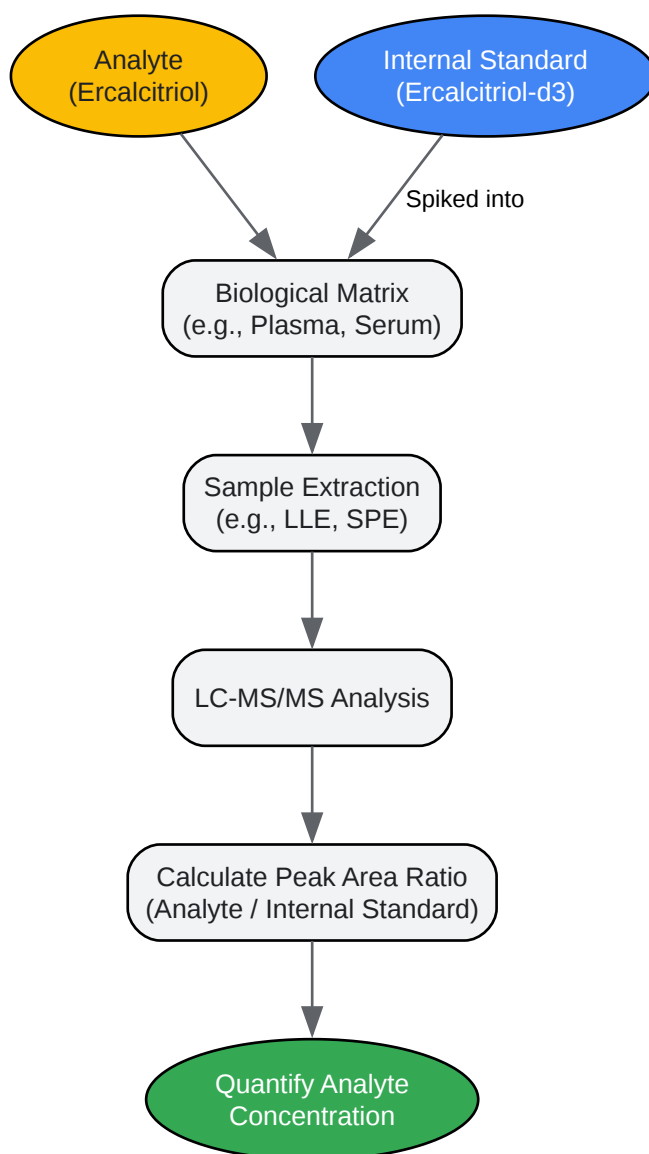 Analyte
(Ercalcitriol)
Internal Standard
(Ercalcitriol-d3)
Spiked into
Biological Matrix
(e.g., Plasma, Serum)
Sample Extraction
(e.g., LLE, SPE)
LC-MS/MS Analysis
Calculate Peak Area Ratio
(Analyte / Internal Standard)
Quantify Analyte
Concentration